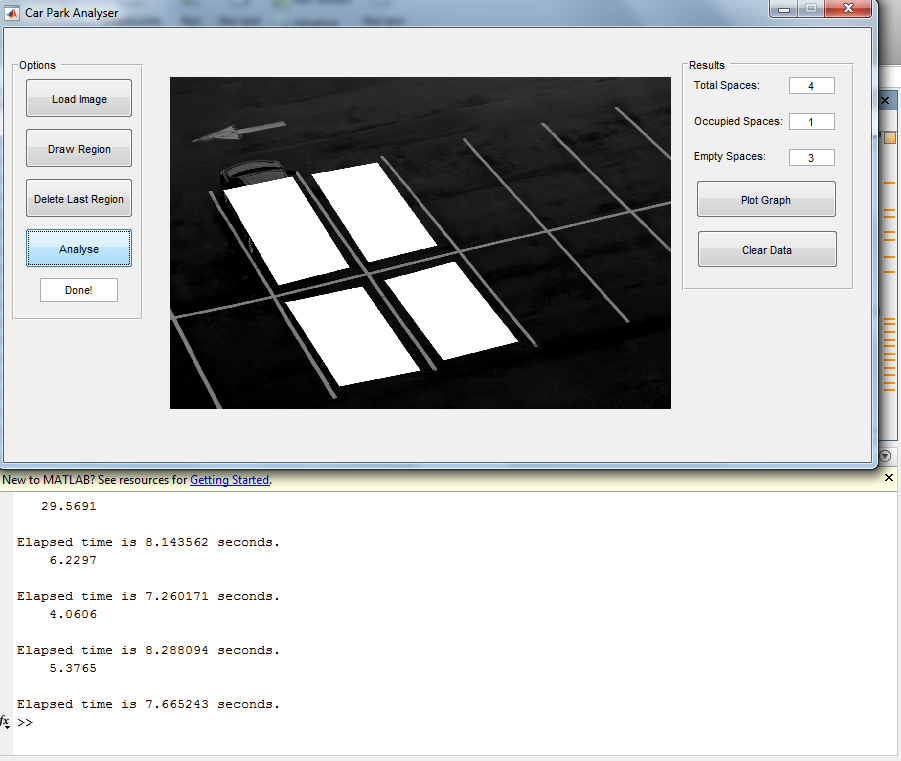 Car Park Analyser
Options
Load Image
Draw Region
Delete Last Region
Analyse
Done!
Results
Total Spaces: 4
Occupied Spaces: 1
Empty Spaces: 3
Plot Graph
Clear Data
New to MATLAB? See resources for Getting Started.
29.5691
Elapsed time is 8.143562 seconds.
6.2297
Elapsed time is 7.260171 seconds.
4.0606
Elapsed time is 8.288094 seconds.
5.3765
Elapsed time is 7.665243 seconds.
fx >>